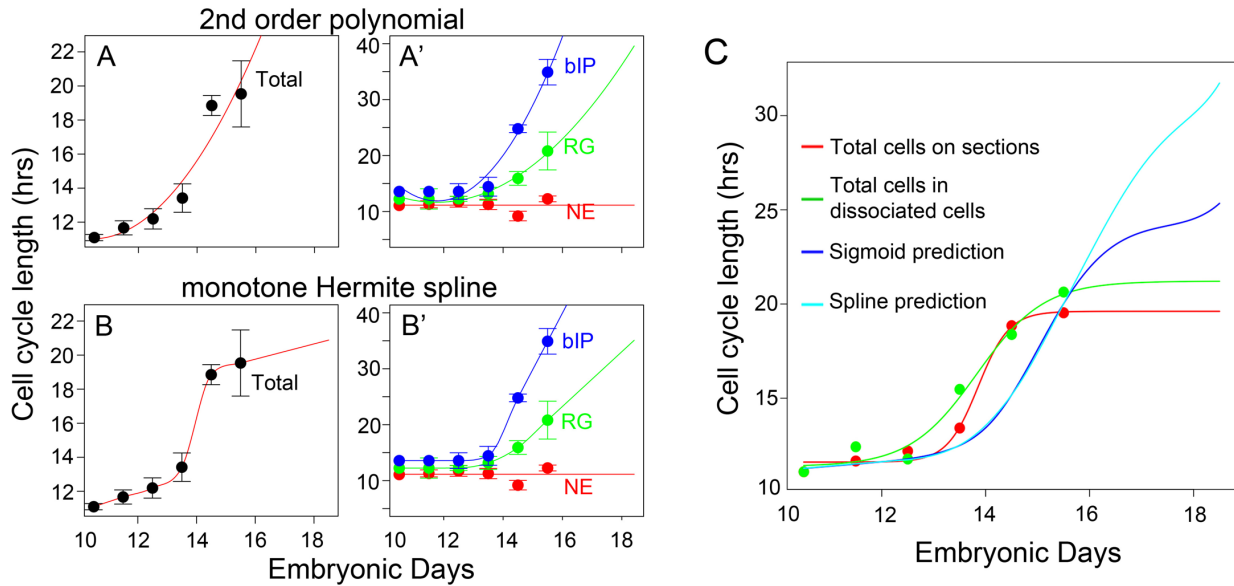 2nd order polynomial
A
Total
22
20
18
16
14
12
A'
bIP
RG
NE
40
30
20
10
monotone Hermite spline
B
Total
22
20
18
16
14
12
10 12 14 16 18
B'
bIP
RG
NE
40
30
20
10
10 12 14 16 18
Cell cycle length (hrs)
Embryonic Days
C
Total cells on sections
Total cells in
dissociated cells
Sigmoid prediction
Spline prediction
30
25
20
15
10
12 14 16 18
Cell cycle length (hrs)
Embryonic Days